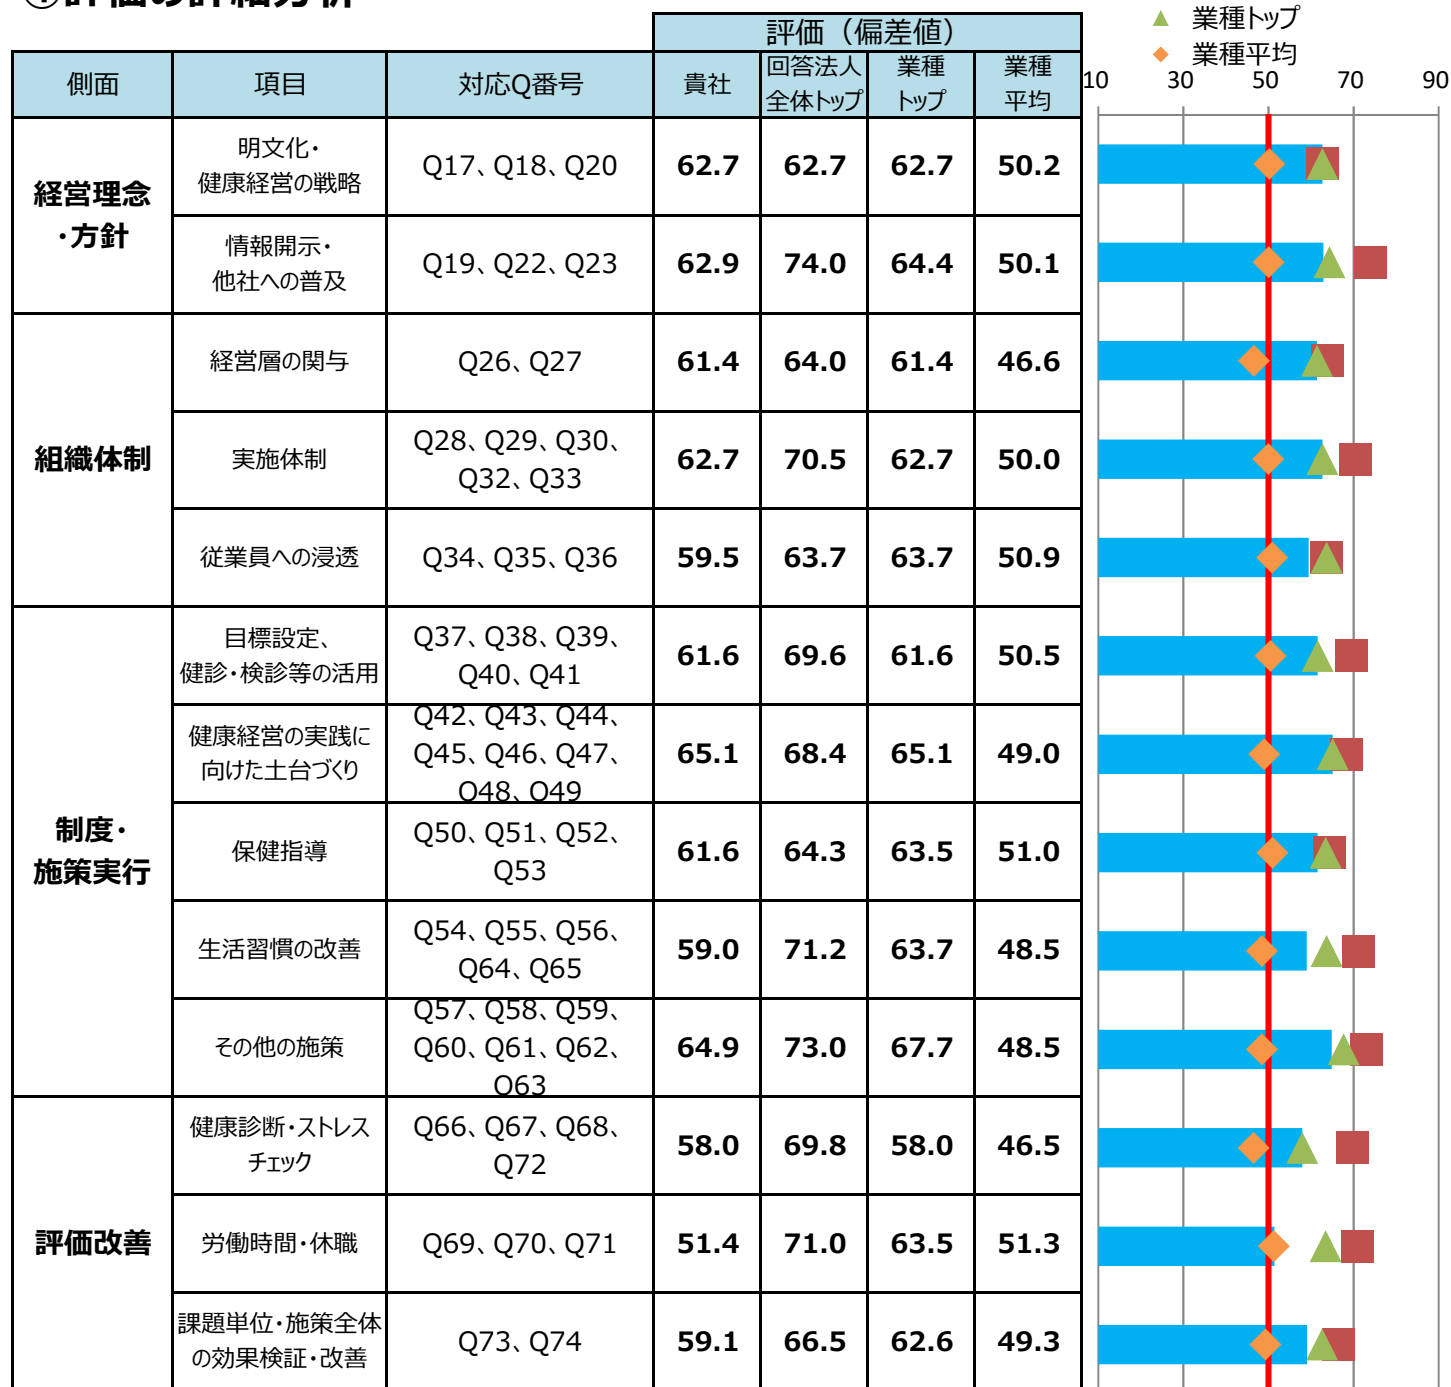 ①評価の詳細分析
▲ 業種トップ
◆ 業種平均
評価（偏差値）
側面 項目 対応Q番号 貴社 回答法人全体トップ 業種トップ 業種平均
10 30 50 70 90
経営理念・方針
明文化・健康経営の戦略 Q17、Q18、Q20 62.7 62.7 62.7 50.2
情報開示・他社への普及 Q19、Q22、Q23 62.9 74.0 64.4 50.1
組織体制
経営層の関与 Q26、Q27 61.4 64.0 61.4 46.6
実施体制 Q28、Q29、Q30、Q32、Q33 62.7 70.5 62.7 50.0
従業員への浸透 Q34、Q35、Q36 59.5 63.7 63.7 50.9
制度・施策実行
目標設定、健診・検診等の活用 Q37、Q38、Q39、Q40、Q41 61.6 69.6 61.6 50.5
健康経営の実践に向けた土台づくり Q42、Q43、Q44、Q45、Q46、Q47、Q48、Q49 65.1 68.4 65.1 49.0
保健指導 Q50、Q51、Q52、Q53 61.6 64.3 63.5 51.0
生活習慣の改善 Q54、Q55、Q56、Q64、Q65 59.0 71.2 63.7 48.5
その他の施策 Q57、Q58、Q59、Q60、Q61、Q62、Q63 64.9 73.0 67.7 48.5
評価改善
健康診断・ストレスチェック Q66、Q67、Q68、Q72 58.0 69.8 58.0 46.5
労働時間・休職 Q69、Q70、Q71 51.4 71.0 63.5 51.3
課題単位・施策全体の効果検証・改善 Q73、Q74 59.1 66.5 62.6 49.3